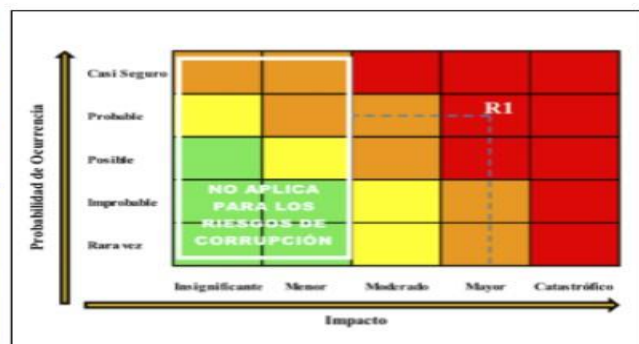 Probabilidad de Ocurrencia
Casi Seguro
Probable
Posible
Improbable
Rara vez
R1
NO APLICA
PARA LOS
RIESGOS DE
CORRUPCIÓN
Insignificante
Menor
Moderado
Mayor
Catastrófico
Impacto